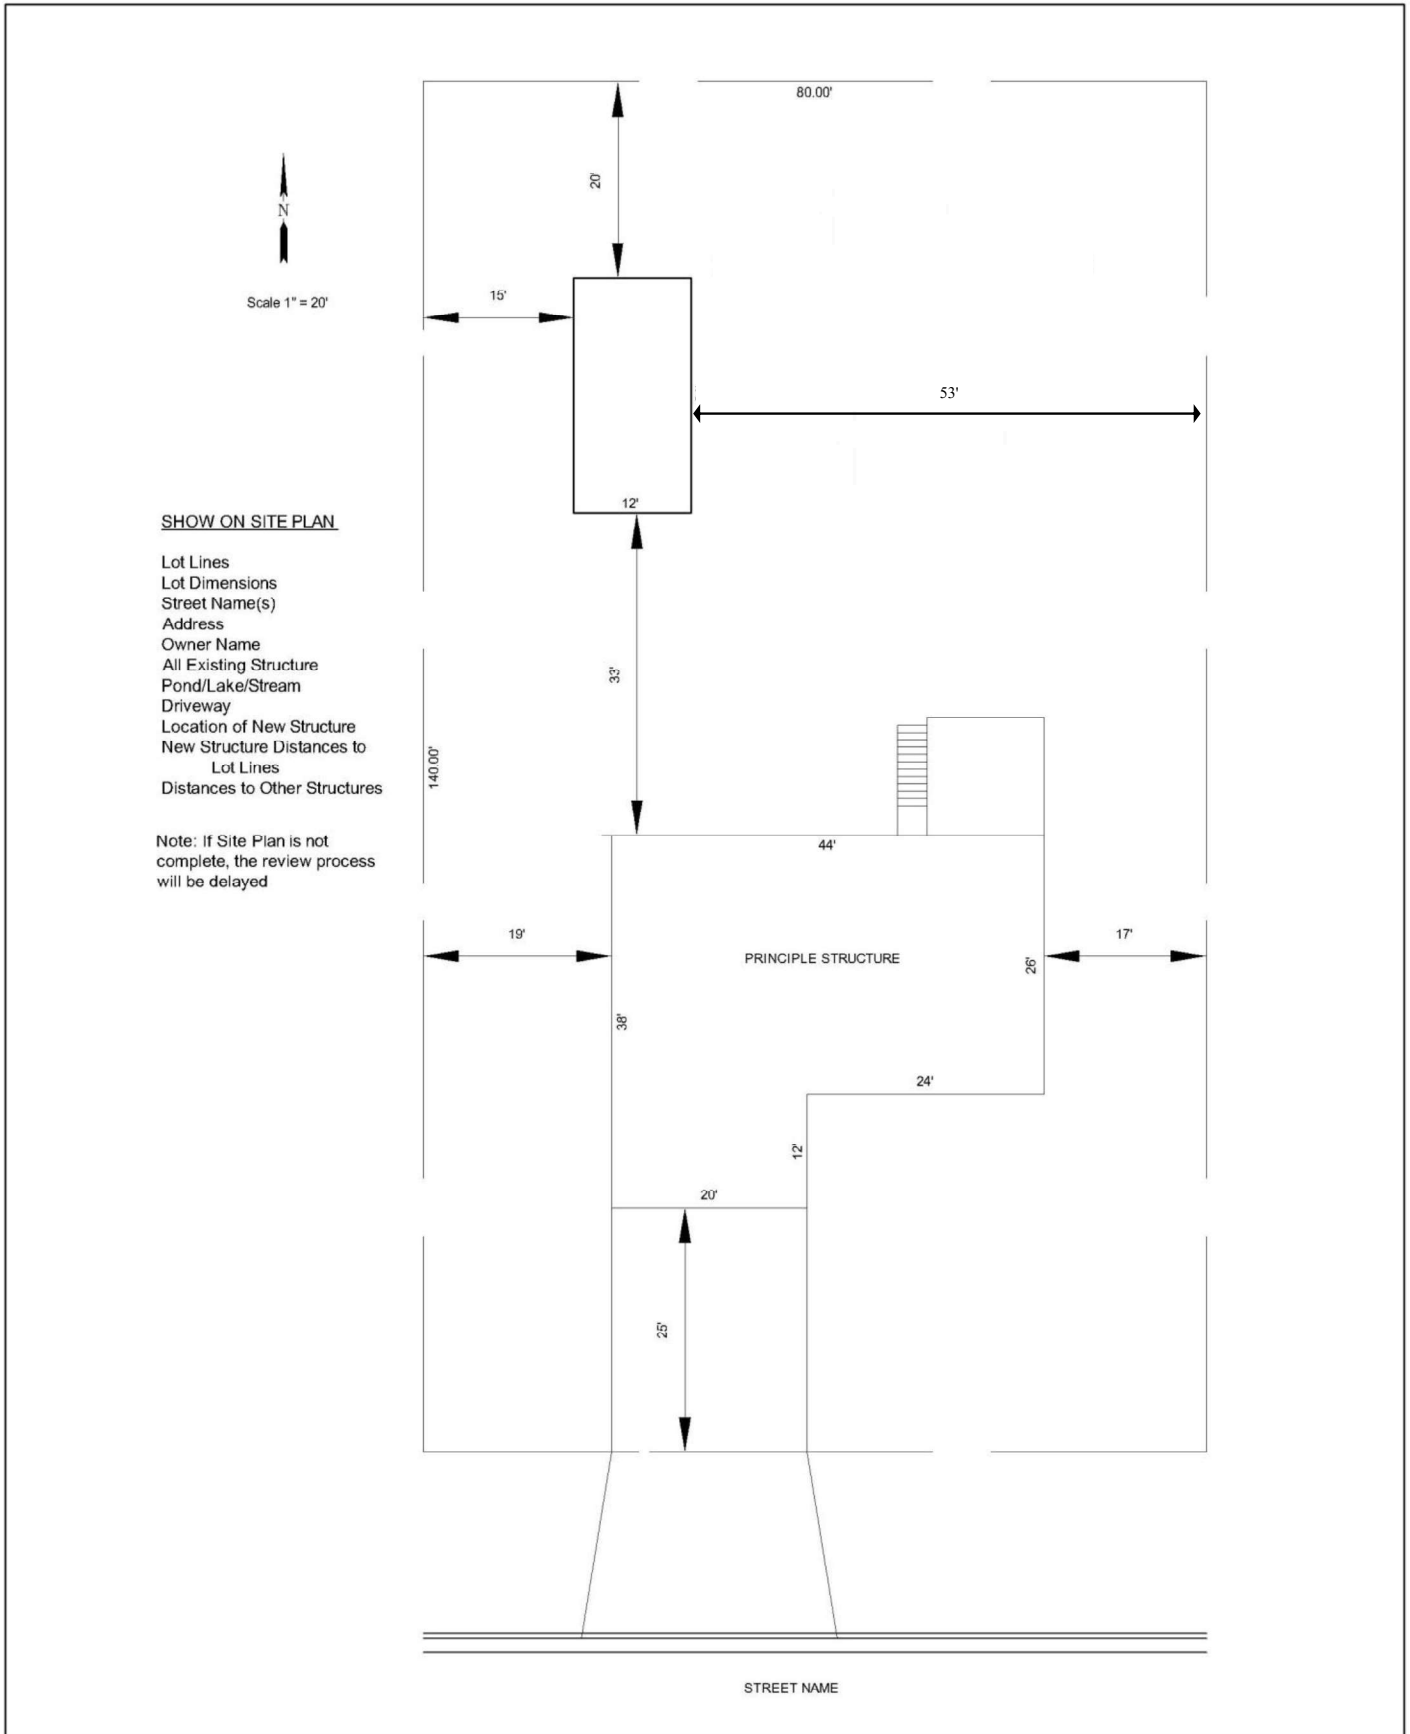 80.00'
20'
N
Scale 1" = 20'
15'
53'
12'
SHOW ON SITE PLAN
Lot Lines
Lot Dimensions
Street Name(s)
Address
Owner Name
All Existing Structure
Pond/Lake/Stream
Driveway
Location of New Structure
New Structure Distances to
Lot Lines
Distances to Other Structures
33'
140.00'
Note: If Site Plan is not
complete, the review process
will be delayed
44'
19'
PRINCIPLE STRUCTURE
26'
17'
38'
24'
12'
20'
25'
STREET NAME